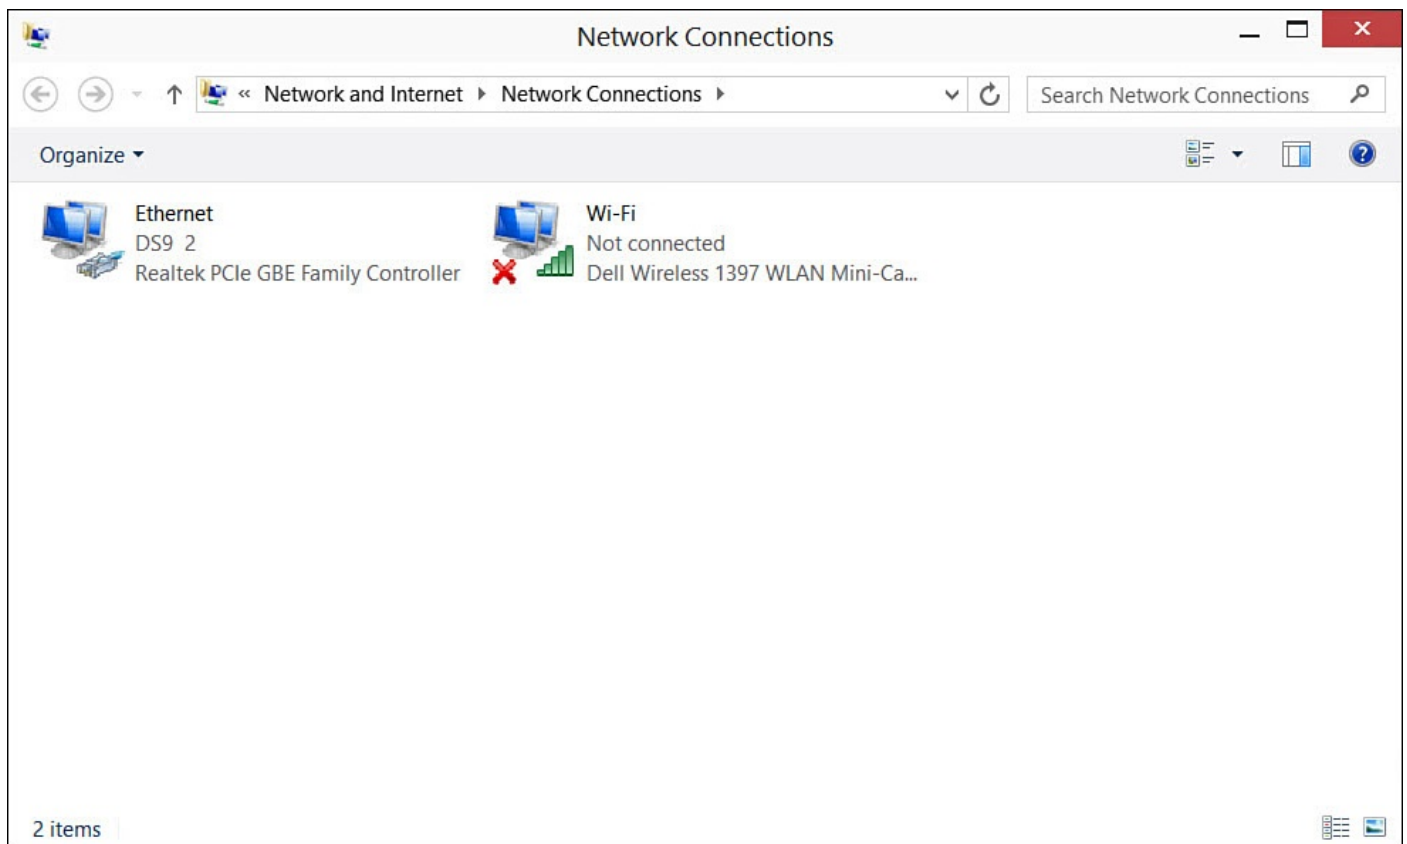 Network Connections
« Network and Internet Network Connections
Search Network Connections
Organize
Ethernet
DS9 2
Realtek PCIe GBE Family Controller
Wi-Fi
Not connected
Dell Wireless 1397 WLAN Mini-Ca...
2 items